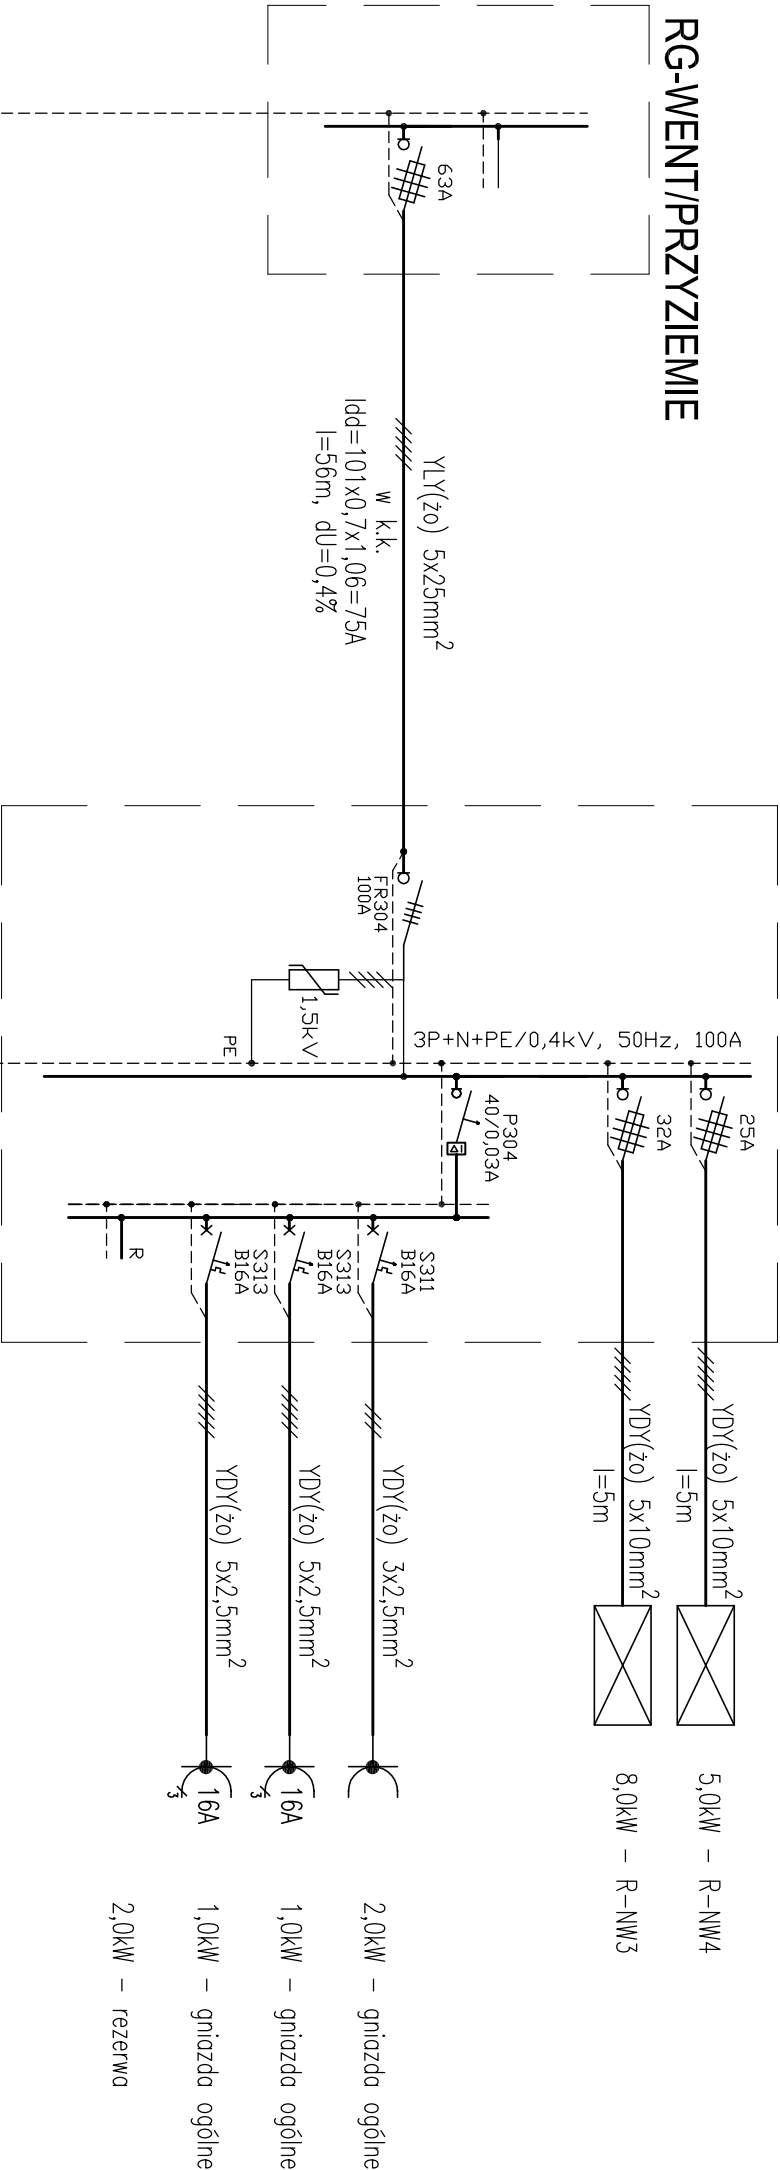 RG-WENT/PRZYZIEMIE
63A
YLY(żo) 5x25mm²
w k.k.
Idd=101x0,7x1,06=75A
l=56m, dU=0,4%
FR304
100A
1,5kV
PE
3P+N+PE/0,4kV, 50Hz, 100A
25A
YDY(żo) 5x10mm²
l=5m
5,0kW – R–NW4
32A
YDY(żo) 5x10mm²
l=5m
8,0kW – R–NW3
P304
40/0,03A
S311
B16A
YDY(żo) 3x2,5mm²
2,0kW – gniazda ogólne
S313
B16A
YDY(żo) 5x2,5mm²
16A
3
1,0kW – gniazda ogólne
S313
B16A
YDY(żo) 5x2,5mm²
16A
3
1,0kW – gniazda ogólne
R
2,0kW – rezerwa